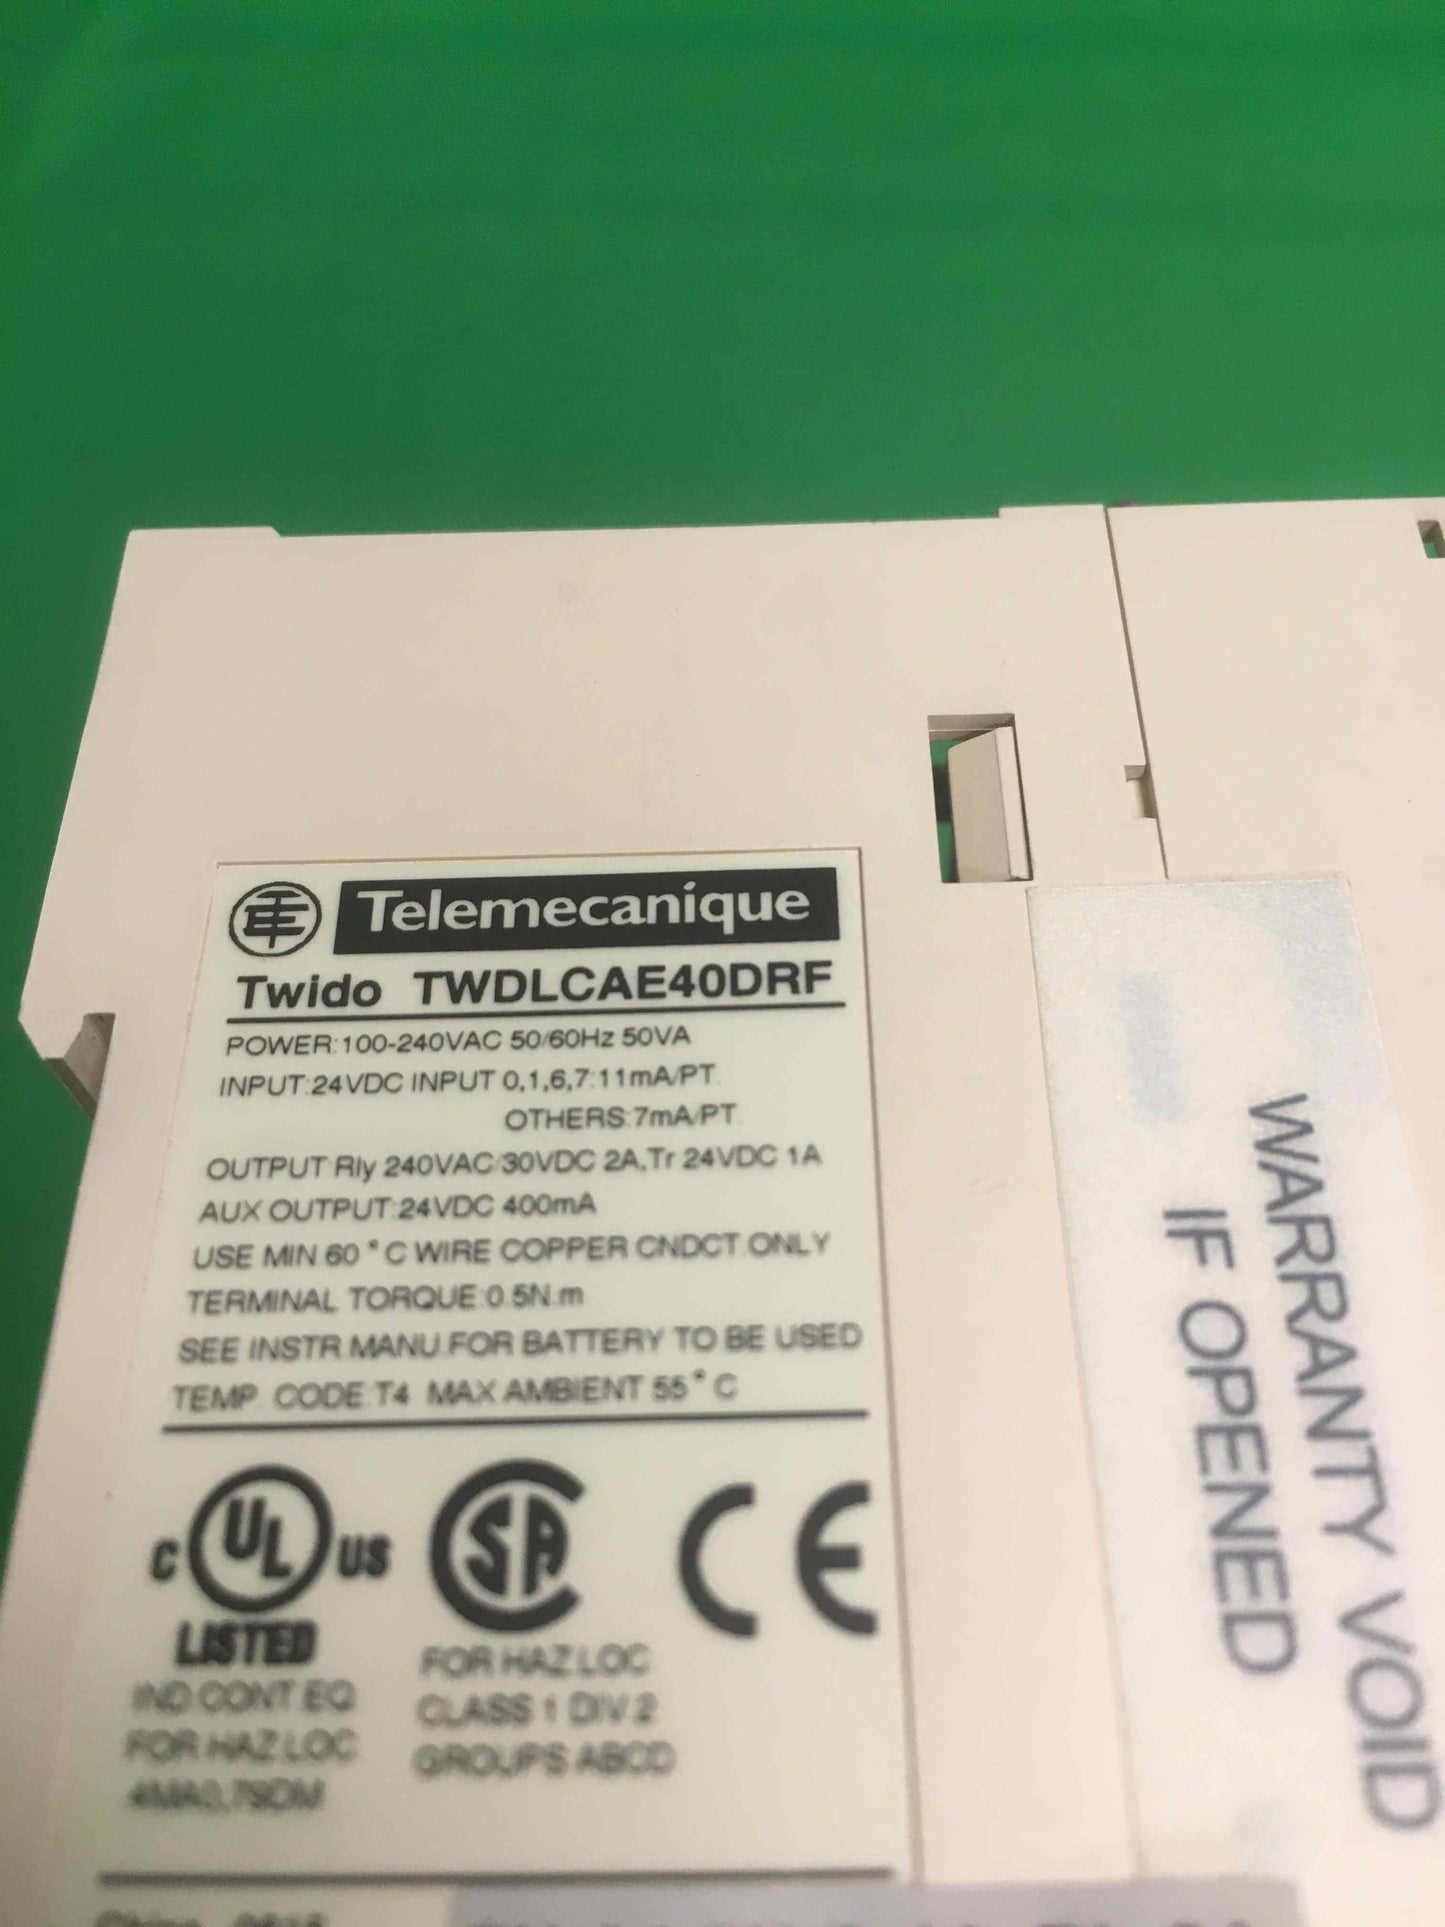 Telemecanique
Twido TWDLCAE40DRF
POWER:100-240VAC 50/60Hz 50VA
INPUT:24VDC INPUT 0,1,6,7:11mA/PT.
OTHERS:7mA/PT
OUTPUT:Rly 240VAC/30VDC 2A,Tr 24VDC 1A
AUX OUTPUT:24VDC 400mA
USE MIN.60°C WIRE COPPER CNDCT.ONLY
TERMINAL TORQUE:0.5N.m
SEE INSTR.MANU.FOR BATTERY TO BE USED
TEMP. CODE:T4 MAX AMBIENT 55°C
C UL US
LISTED
IND.CONT.EQ.
FOR HAZ.LOC.
SA
FOR HAZ.LOC
CLASS 1 DIV.2
GROUPS ABCD
CE
WARRANTY VOID
IF OPENED